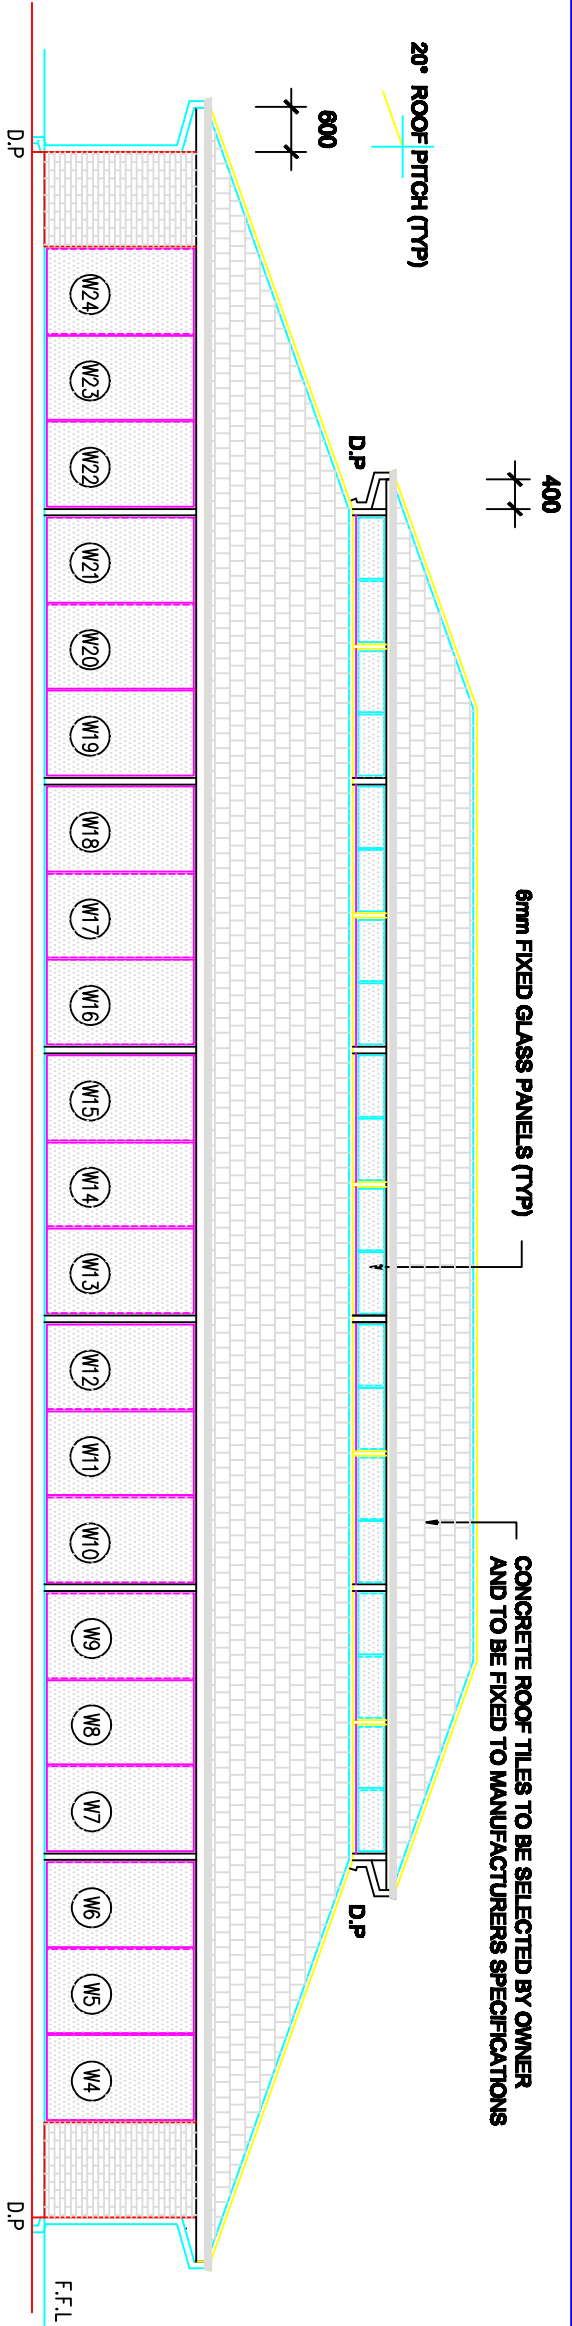 400
6mm FIXED GLASS PANELS (TYP)
CONCRETE ROOF TILES TO BE SELECTED BY OWNER
AND TO BE FIXED TO MANUFACTURERS SPECIFICATIONS
20° ROOF PITCH (TYP)
600
D.P
D.P
W24 W23 W22 W21 W20 W19 W18 W17 W16 W15 W14 W13 W12 W11 W10 W9 W8 W7 W6 W5 W4
F.F.L
D.P
D.P